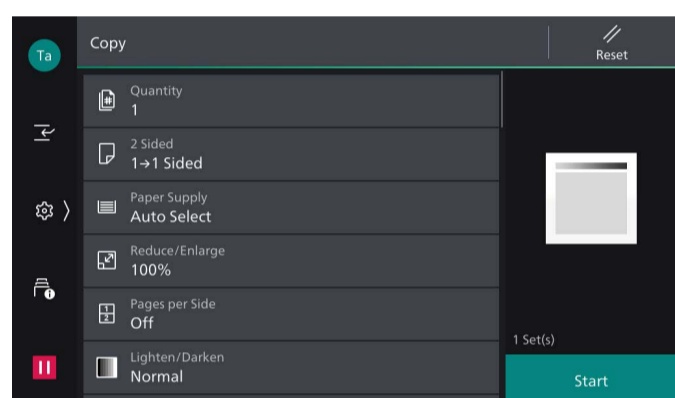 Ta
Copy
Reset
Quantity
1
2 Sided
1→1 Sided
Paper Supply
Auto Select
Reduce/Enlarge
100%
Pages per Side
Off
Lighten/Darken
Normal
1 Set(s)
Start